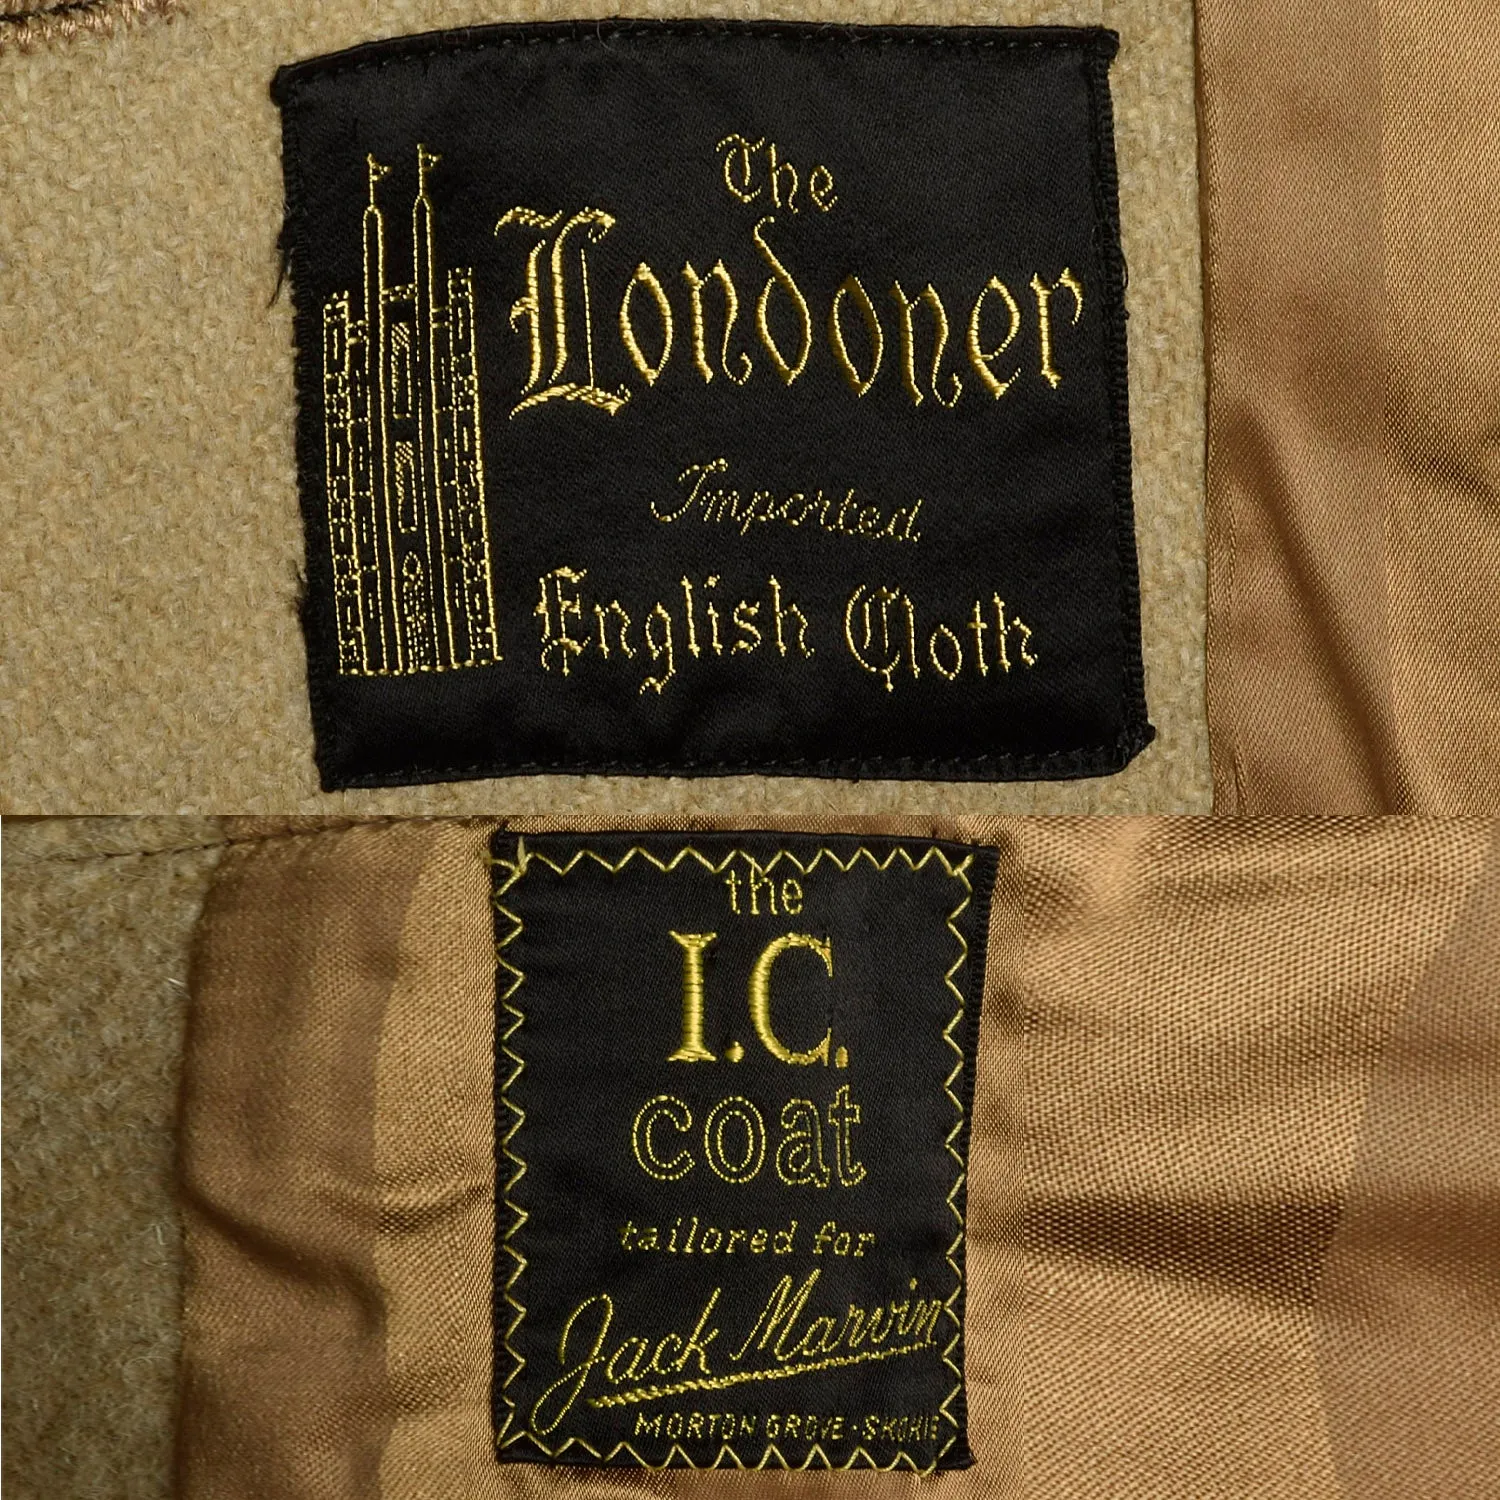 The
Londoner
Imported
English Cloth
the
I.C.
coat
tailored for
Jack Marvin
MORTON GROVE · SKOKIE